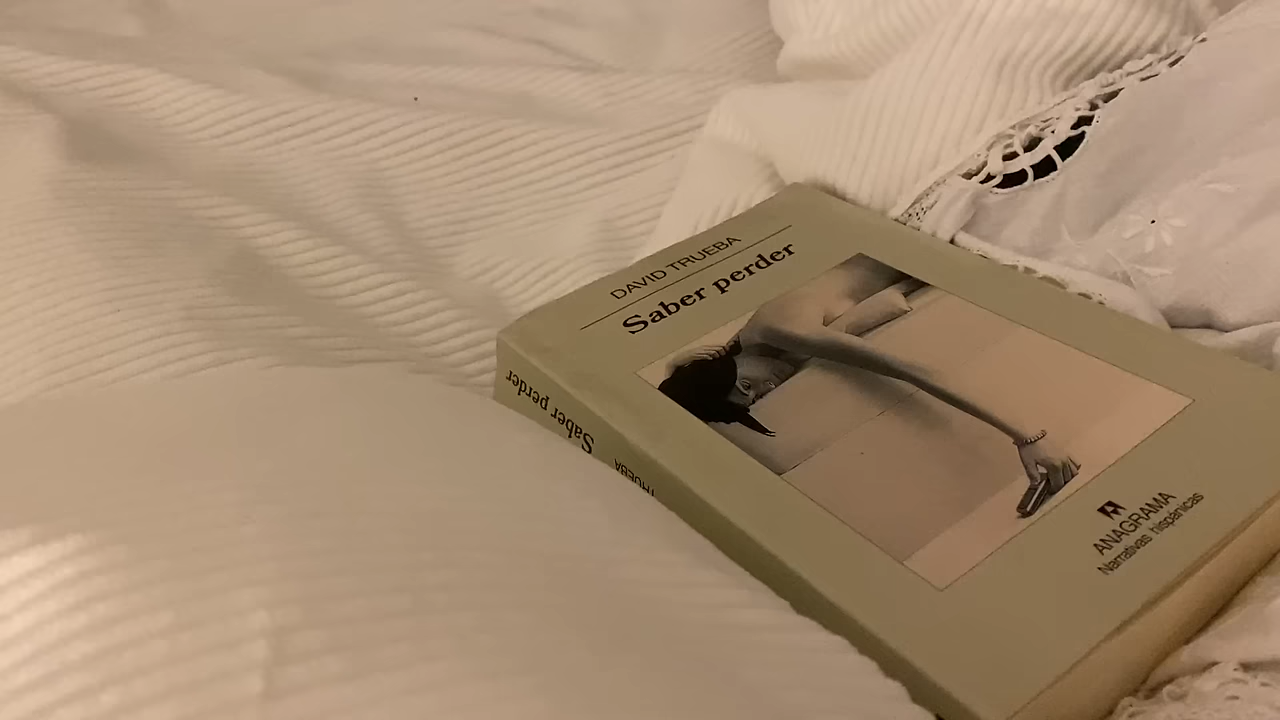 DAVID TRUEBA
Saber perder
ANAGRAMA
Narrativas hispánicas
Saber perder
TRUEBA